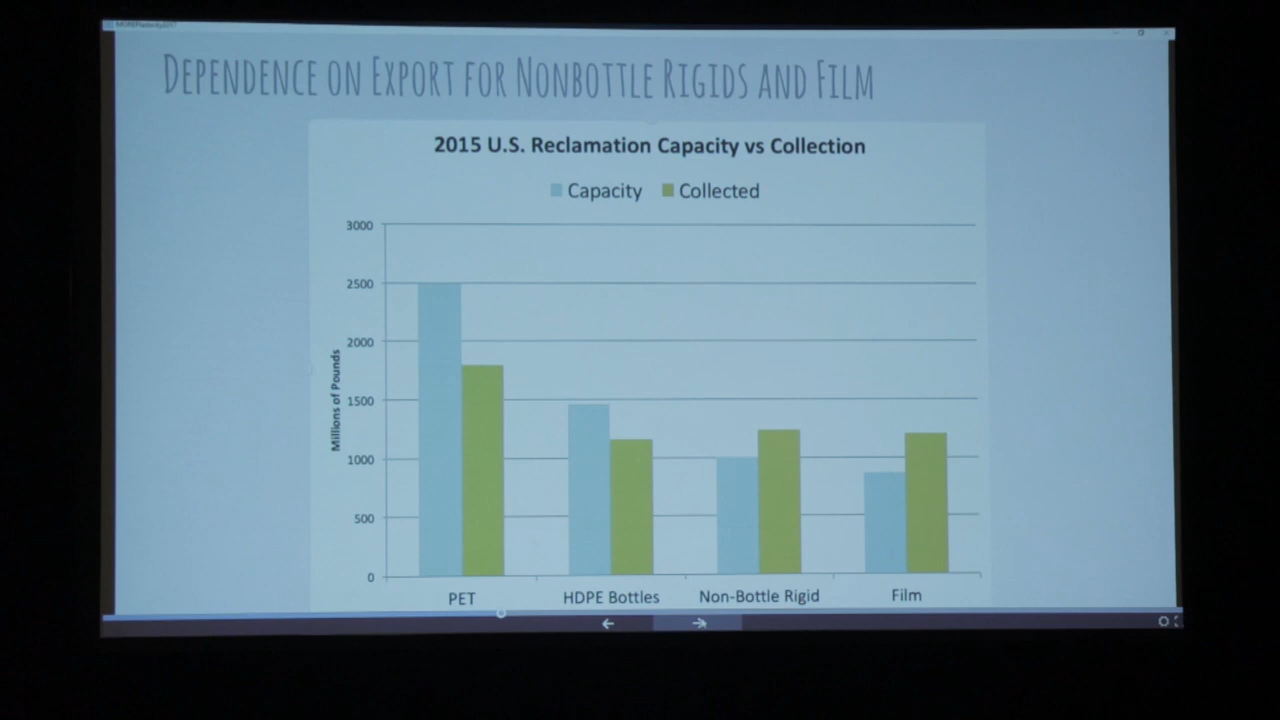 DEPENDENCE ON EXPORT FOR NONBOTTLE RIGIDS AND FILM
2015 U.S. Reclamation Capacity vs Collection
Capacity Collected
3000
2500
2000
1500
1000
500
0
Millions of Pounds
PET HDPE Bottles Non-Bottle Rigid Film